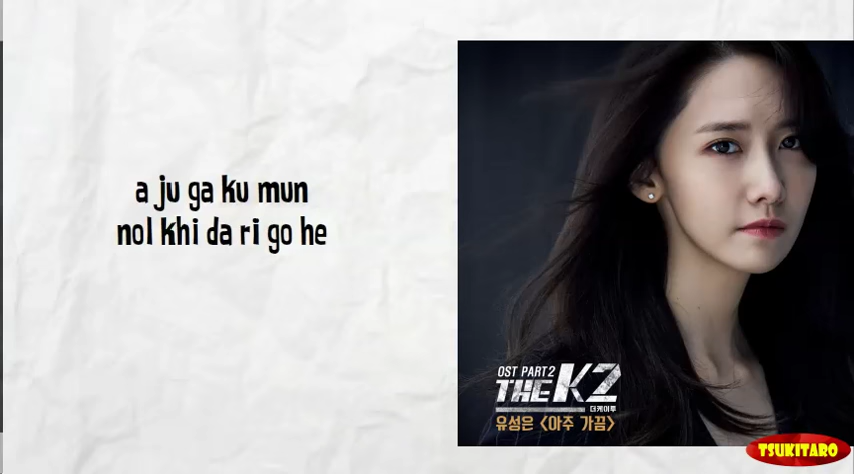 a ju ga ku mun
nol khi da ri go he
OST PART2
THE K2
더케이투
유성은 <아주 가끔>
TSUKITARO